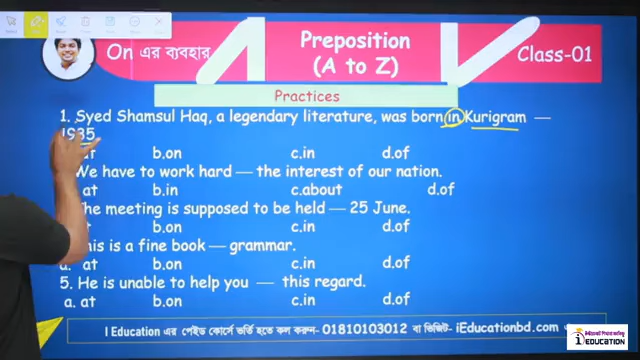 On এর ব্যবহার
Preposition
(A to Z)
Class-01
Practices
1. Syed Shamsul Haq, a legendary literature, was born in Kurigram —
1935.
at b.on c.in d.of
We have to work hard — the interest of our nation.
at b.in c.about d.of
he meeting is supposed to be held — 25 June.
at b.on c.in d.of
his is a fine book — grammar.
a. at b.on c.in d.of
5. He is unable to help you — this regard.
a. at b.on c.in d.of
I Education এর পেইড কোর্সে ভর্তি হতে কল করুন- 01810103012 বা ভিজিট- iEducationbd.com এ
i EDUCATION